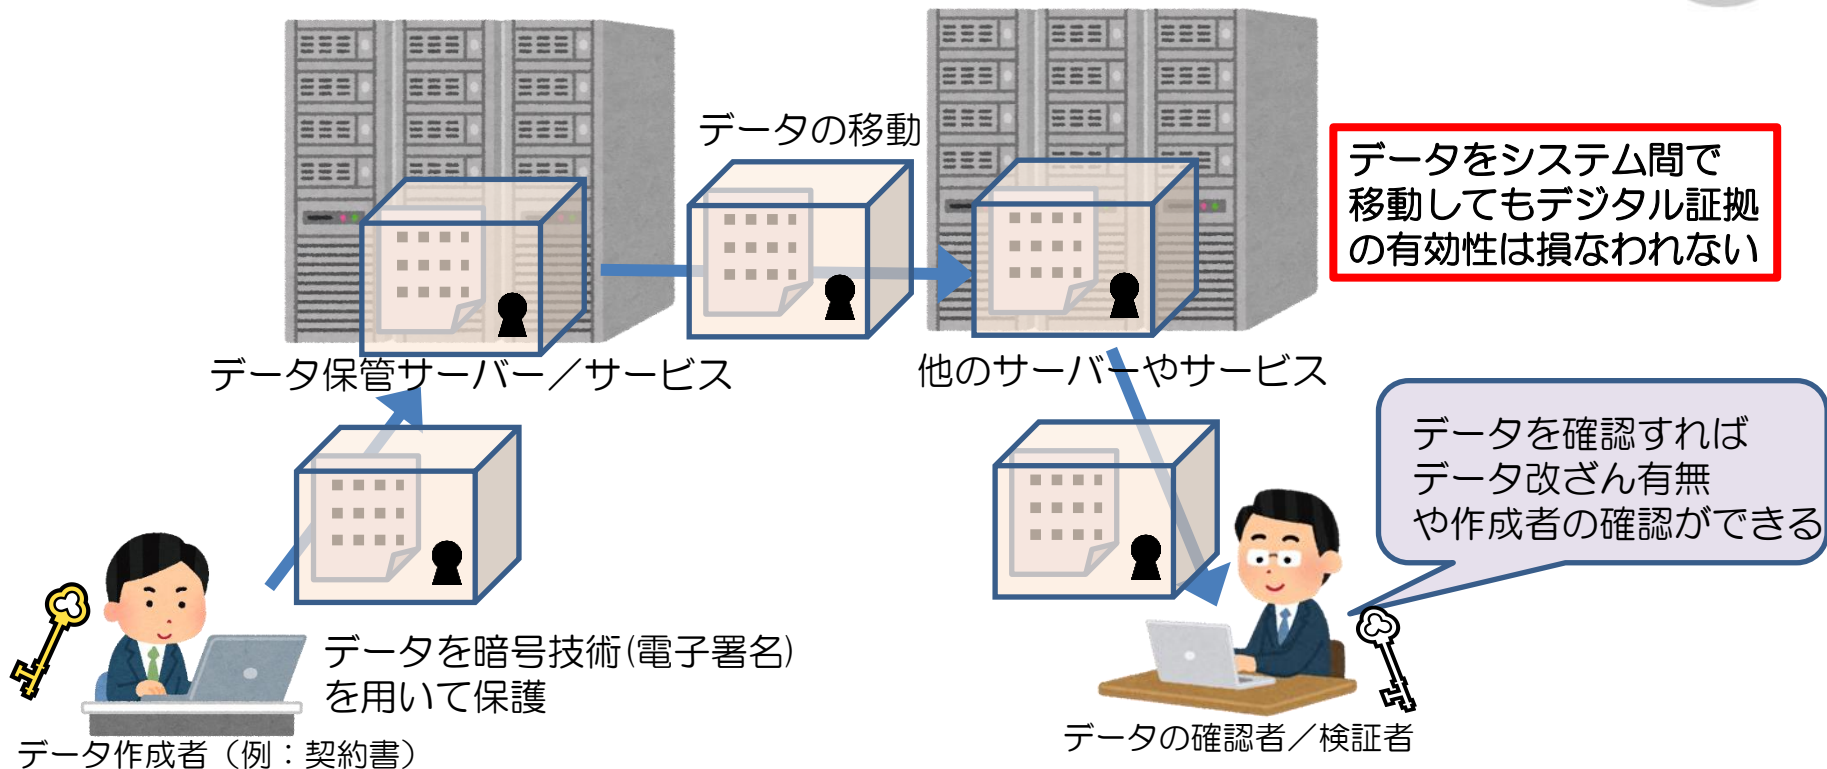 データの移動
データをシステム間で
移動してもデジタル証拠
の有効性は損なわれない
データ保管サーバー／サービス
他のサーバーやサービス
データを確認すれば
データ改ざん有無
や作成者の確認ができる
データを暗号技術(電子署名)
を用いて保護
データ作成者（例：契約書）
データの確認者／検証者